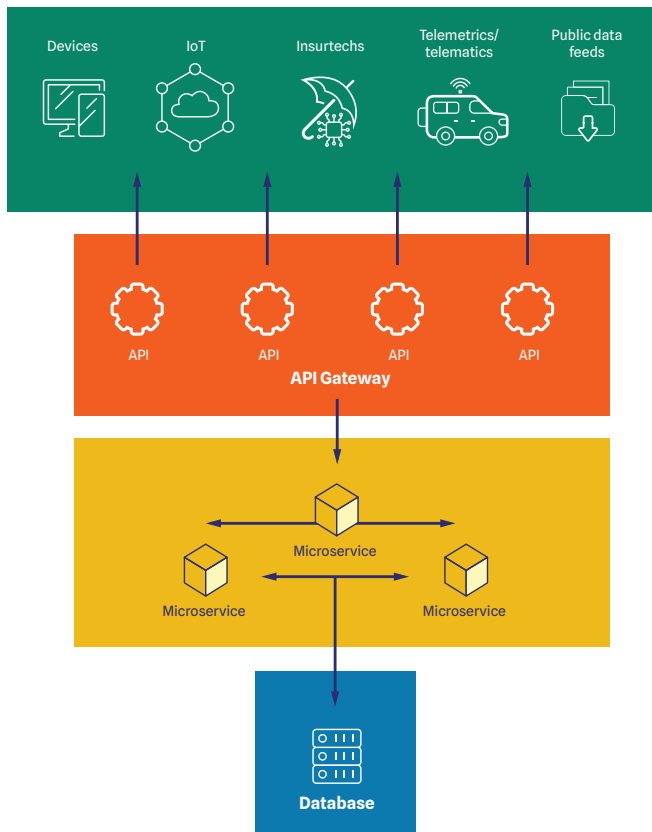 Devices
IoT
Insurtechs
Telemetrics/
telematics
Public data
feeds
API
API
API
API
API Gateway
Microservice
Microservice
Microservice
Database